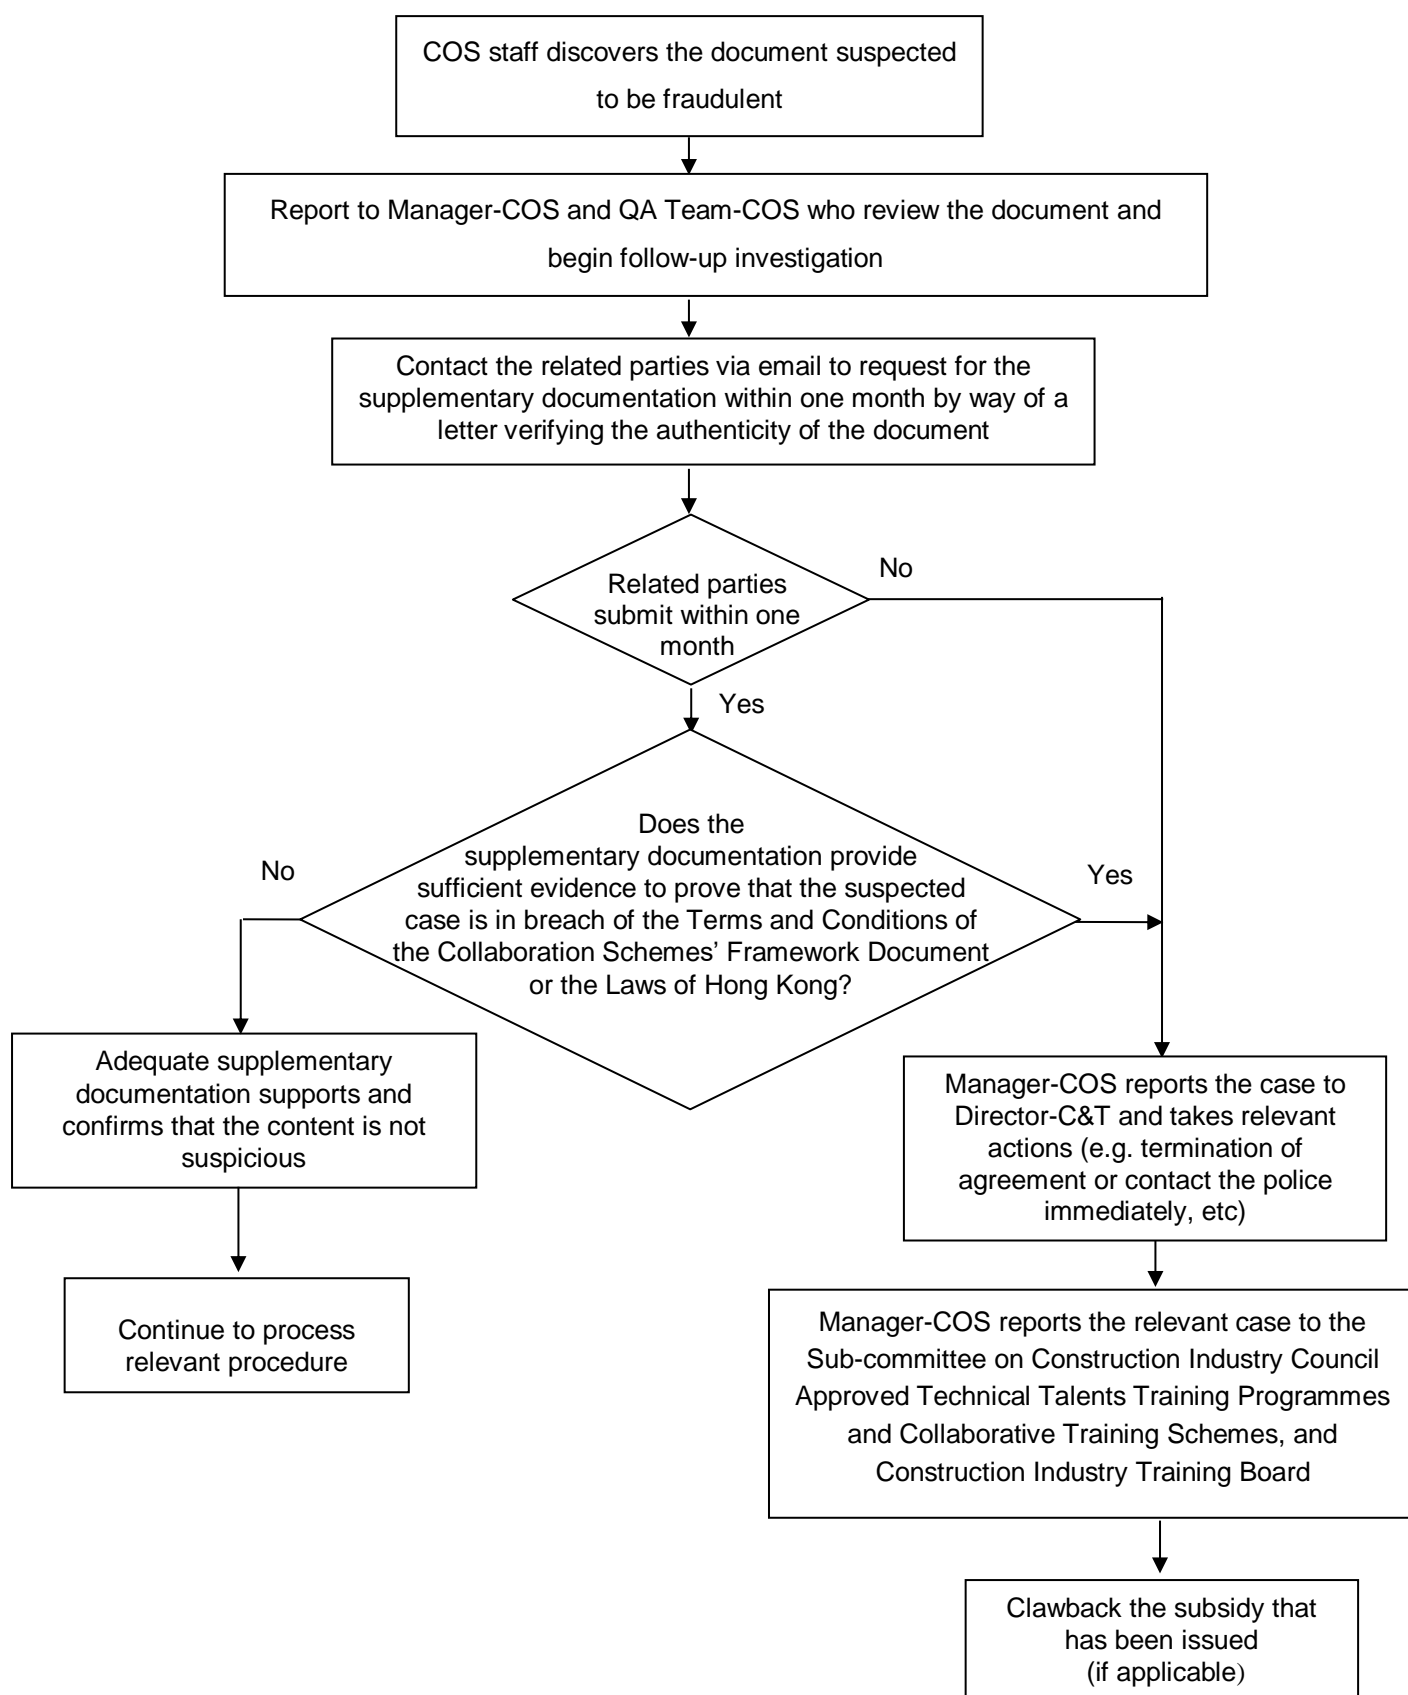 COS staff discovers the document suspected
to be fraudulent
Report to Manager-COS and QA Team-COS who review the document and
begin follow-up investigation
Contact the related parties via email to request for the
supplementary documentation within one month by way of a
letter verifying the authenticity of the document
Related parties
submit within one
month
No
Yes
Does the
supplementary documentation provide
sufficient evidence to prove that the suspected
case is in breach of the Terms and Conditions of
the Collaboration Schemes’ Framework Document
or the Laws of Hong Kong?
No
Yes
Adequate supplementary
documentation supports and
confirms that the content is not
suspicious
Continue to process
relevant procedure
Manager-COS reports the case to
Director-C&T and takes relevant
actions (e.g. termination of
agreement or contact the police
immediately, etc)
Manager-COS reports the relevant case to the
Sub-committee on Construction Industry Council
Approved Technical Talents Training Programmes
and Collaborative Training Schemes, and
Construction Industry Training Board
Clawback the subsidy that
has been issued
(if applicable)